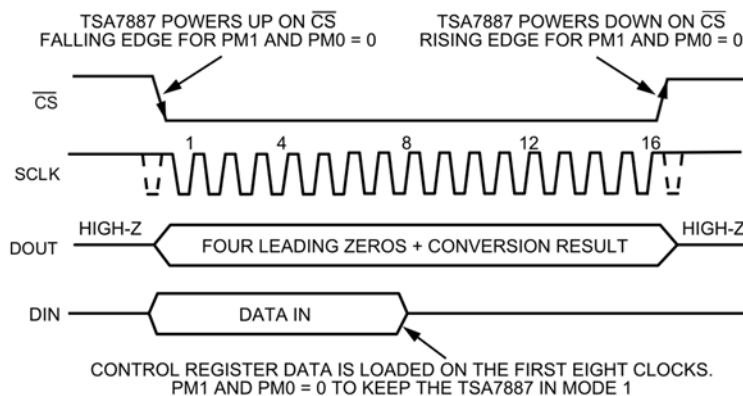 TSA7887 POWERS UP ON CS
FALLING EDGE FOR PM1 AND PM0 = 0
TSA7887 POWERS DOWN ON CS
RISING EDGE FOR PM1 AND PM0 = 0
CS
1 4 8 12 16
SCLK
HIGH-Z
HIGH-Z
DOUT
FOUR LEADING ZEROS + CONVERSION RESULT
DIN
DATA IN
CONTROL REGISTER DATA IS LOADED ON THE FIRST EIGHT CLOCKS.
PM1 AND PM0 = 0 TO KEEP THE TSA7887 IN MODE 1